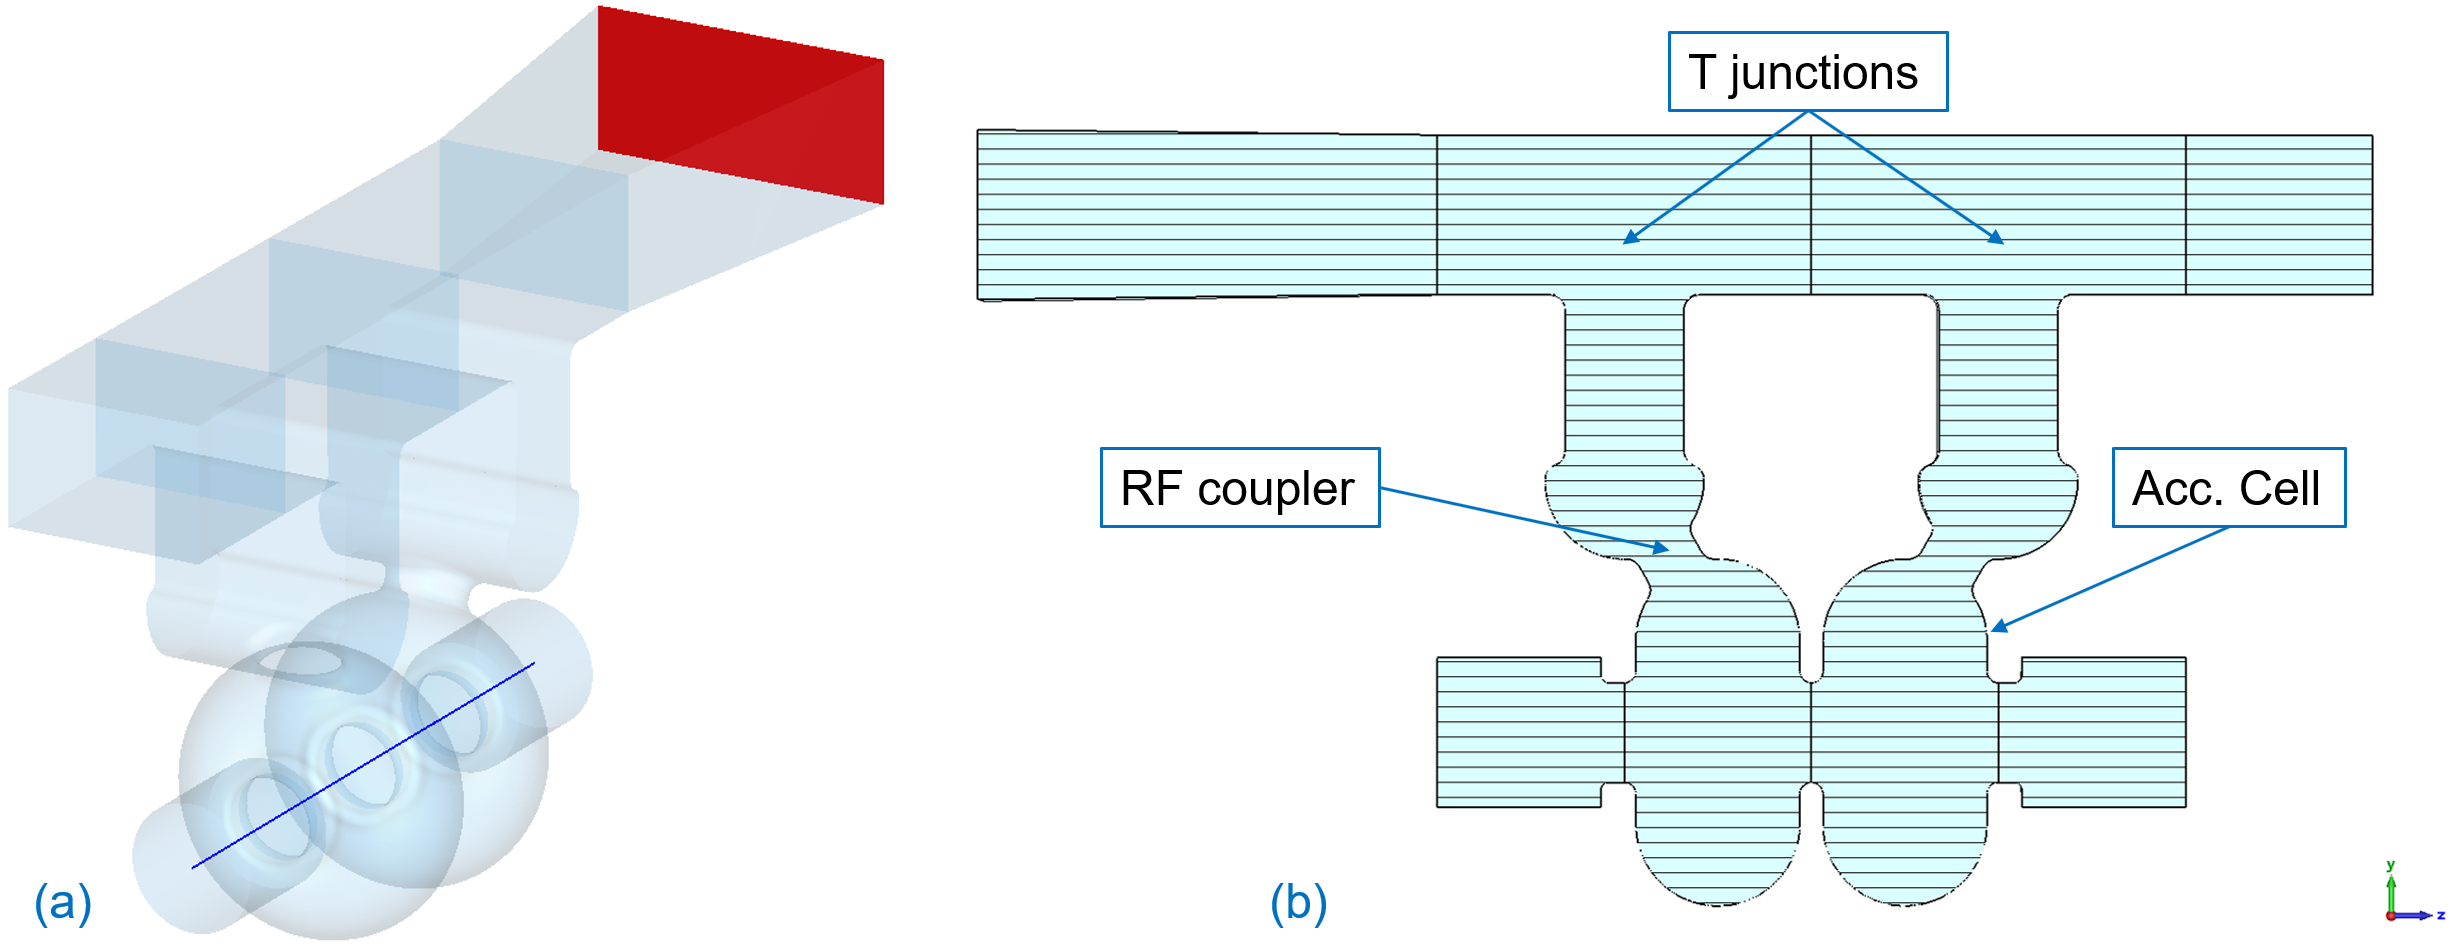 T junctions
RF coupler
Acc. Cell
(a)
(b)
y
z